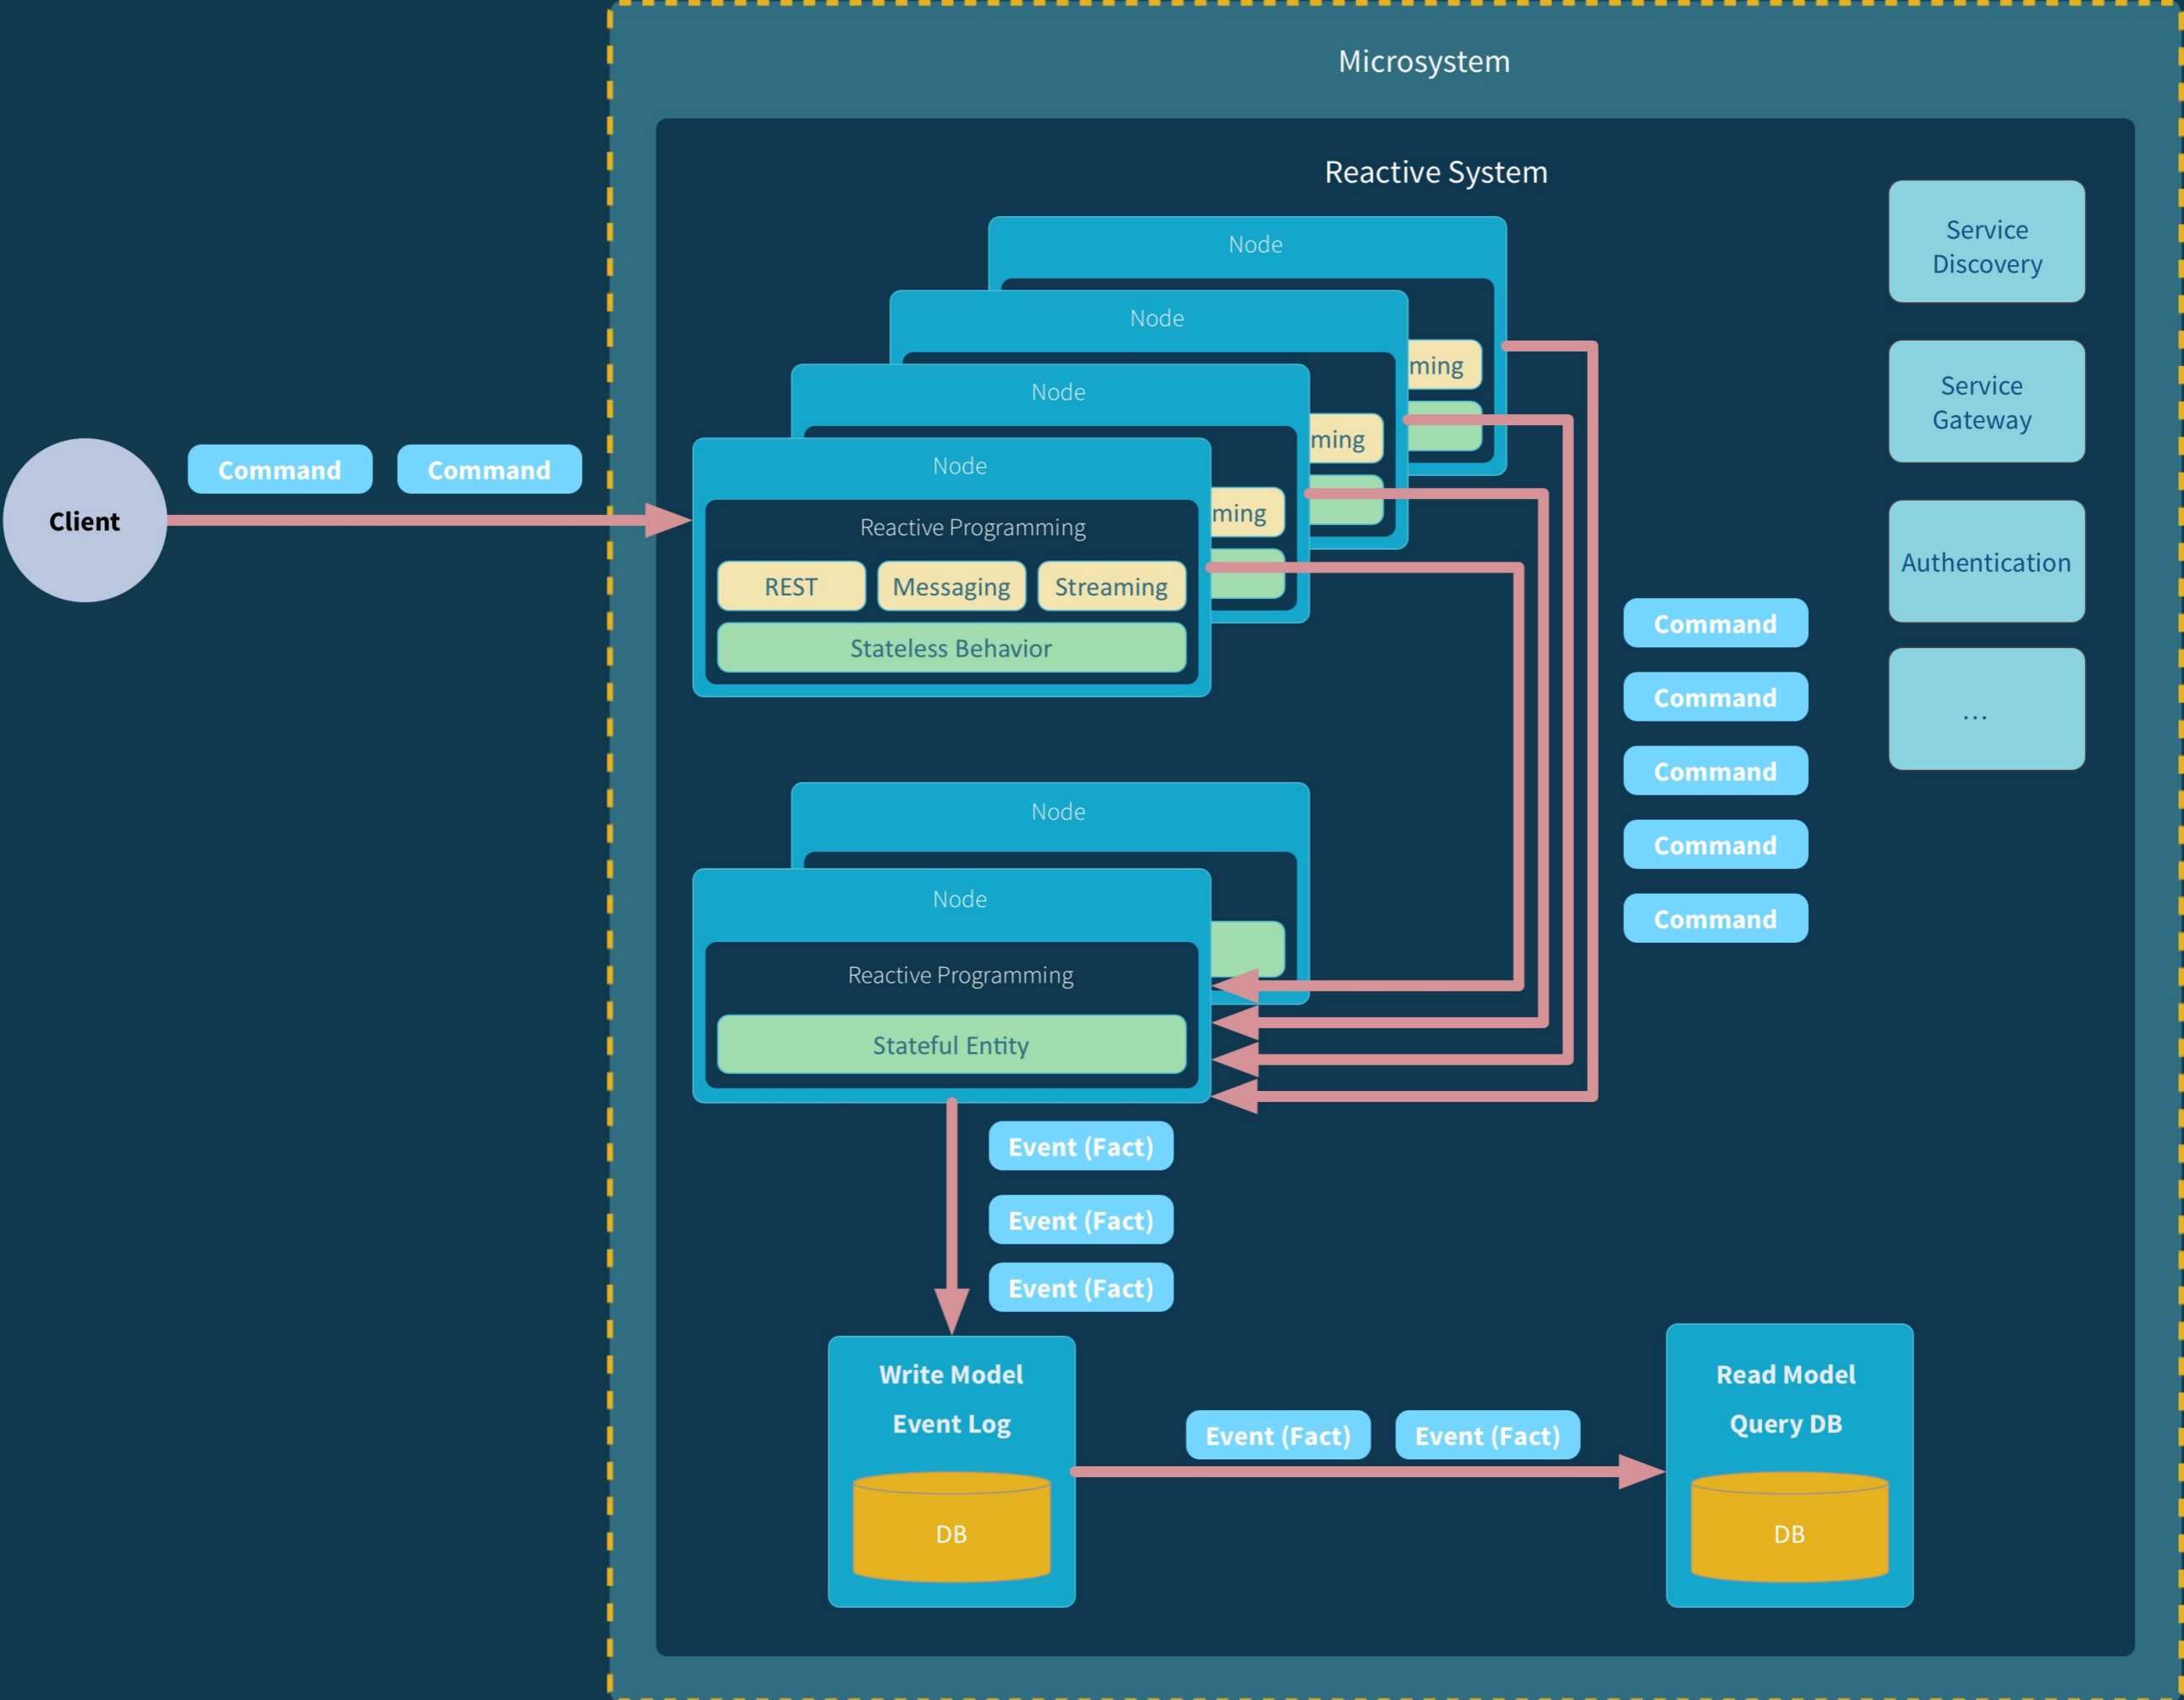 Microsystem
Reactive System
Service
Discovery
Service
Gateway
Authentication
...
Node
Node
ming
Node
ming
Node
ming
Reactive Programming
REST
Messaging
Streaming
Stateless Behavior
Client
Command
Command
Command
Command
Command
Command
Command
Node
Node
Reactive Programming
Stateful Entity
Event (Fact)
Event (Fact)
Event (Fact)
Write Model
Event Log
DB
Event (Fact)
Event (Fact)
Read Model
Query DB
DB